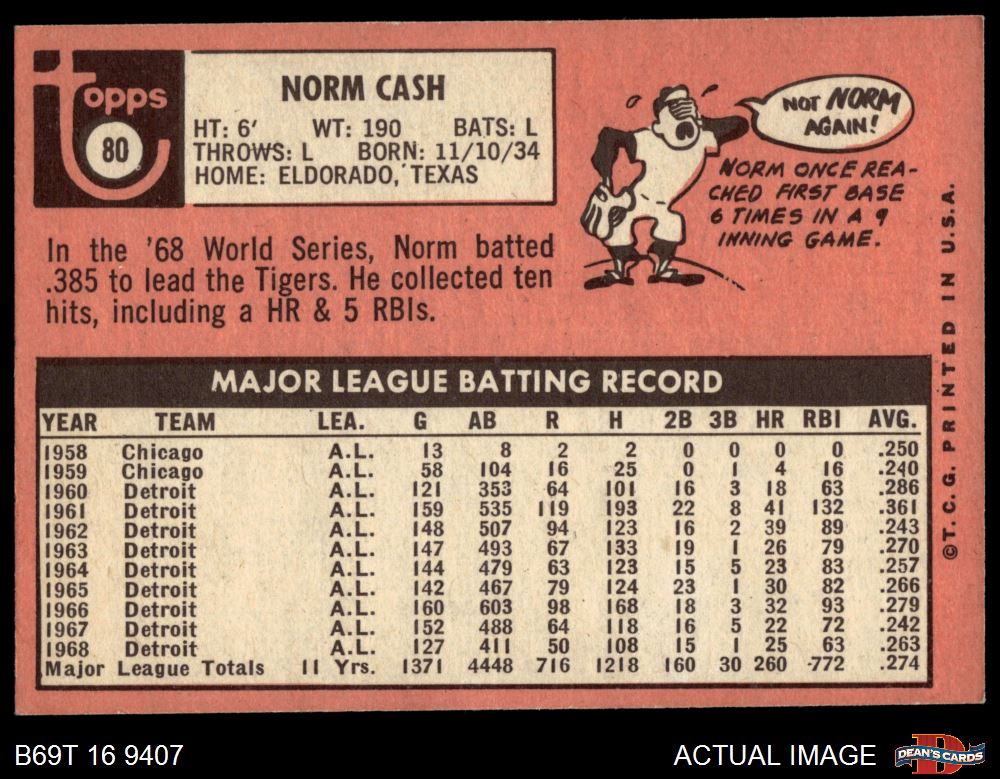 topps
80
NORM CASH
HT: 6' WT: 190 BATS: L
THROWS: L BORN: 11/10/34
HOME: ELDORADO, TEXAS
NOT NORM
AGAIN!
NORM ONCE REA-
CHED FIRST BASE
6 TIMES IN A 9
INNING GAME.
In the '68 World Series, Norm batted
.385 to lead the Tigers. He collected ten
hits, including a HR & 5 RBIs.
MAJOR LEAGUE BATTING RECORD
YEAR TEAM LEA. G AB R H 2B 3B HR RBI AVG.
1958 Chicago A.L. 13 8 2 2 0 0 0 0 .250
1959 Chicago A.L. 58 104 16 25 0 1 4 16 .240
1960 Detroit A.L. 121 353 64 101 16 3 18 63 .286
1961 Detroit A.L. 159 535 119 193 22 8 41 132 .361
1962 Detroit A.L. 148 507 94 123 16 2 39 89 .243
1963 Detroit A.L. 147 493 67 133 19 1 26 79 .270
1964 Detroit A.L. 144 479 63 123 15 5 23 83 .257
1965 Detroit A.L. 142 467 79 124 23 1 30 82 .266
1966 Detroit A.L. 160 603 98 168 18 3 32 93 .279
1967 Detroit A.L. 152 488 64 118 16 5 22 72 .242
1968 Detroit A.L. 127 411 50 108 15 1 25 63 .263
Major League Totals 11 Yrs. 1371 4448 716 1218 160 30 260 772 .274
©T.C.G. PRINTED IN U.S.A.
B69T 16 9407
ACTUAL IMAGE
DEAN'S CARDS